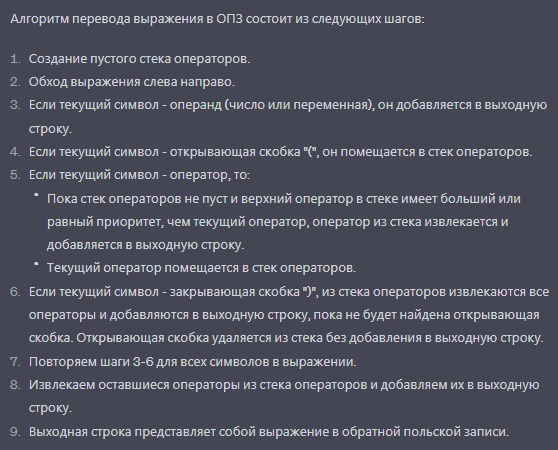 Алгоритм перевода выражения в ОПЗ состоит из следующих шагов:
1. Создание пустого стека операторов.
2. Обход выражения слева направо.
3. Если текущий символ - операнд (число или переменная), он добавляется в выходную
строку.
4. Если текущий символ - открывающая скобка "(", он помещается в стек операторов.
5. Если текущий символ - оператор, то:
• Пока стек операторов не пуст и верхний оператор в стеке имеет больший или
равный приоритет, чем текущий оператор, оператор из стека извлекается и
добавляется в выходную строку.
• Текущий оператор помещается в стек операторов.
6. Если текущий символ - закрывающая скобка ")", из стека операторов извлекаются все
операторы и добавляются в выходную строку, пока не будет найдена открывающая
скобка. Открывающая скобка удаляется из стека без добавления в выходную строку.
7. Повторяем шаги 3-6 для всех символов в выражении.
8. Извлекаем оставшиеся операторы из стека операторов и добавляем их в выходную
строку.
9. Выходная строка представляет собой выражение в обратной польской записи.